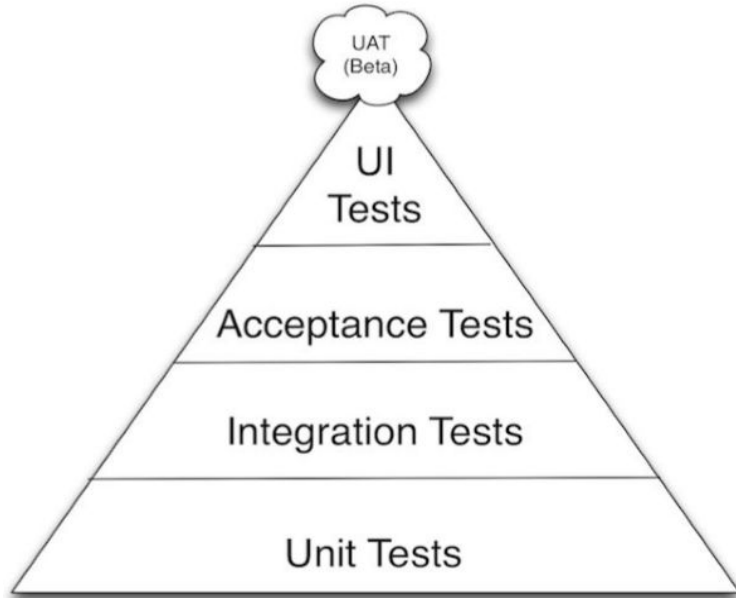 UAT
(Beta)
UI
Tests
Acceptance Tests
Integration Tests
Unit Tests